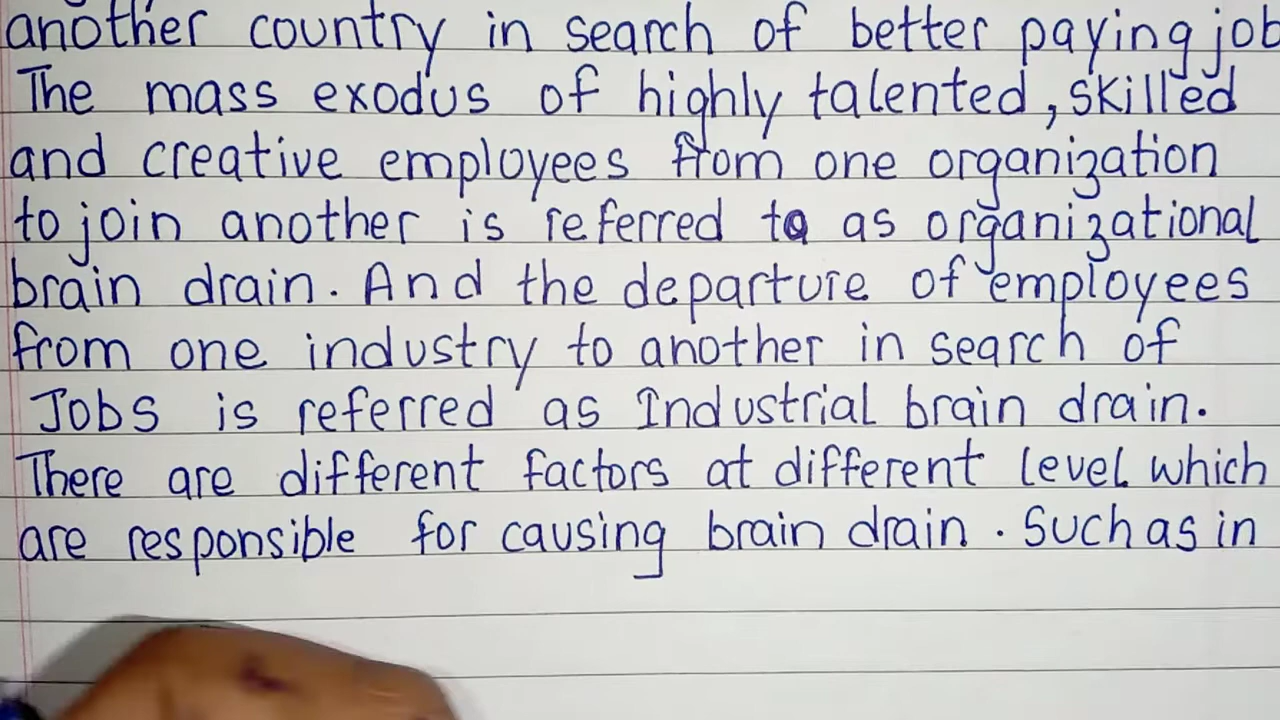 another country in search of better paying job
The mass exodus of highly talented, skilled
and creative employees from one organization
to join another is referred to as organizational
brain drain. And the departure of employees
from one industry to another in search of
Jobs is referred as Industrial brain drain.
There are different factors at different level which
are responsible for causing brain drain. Such as in